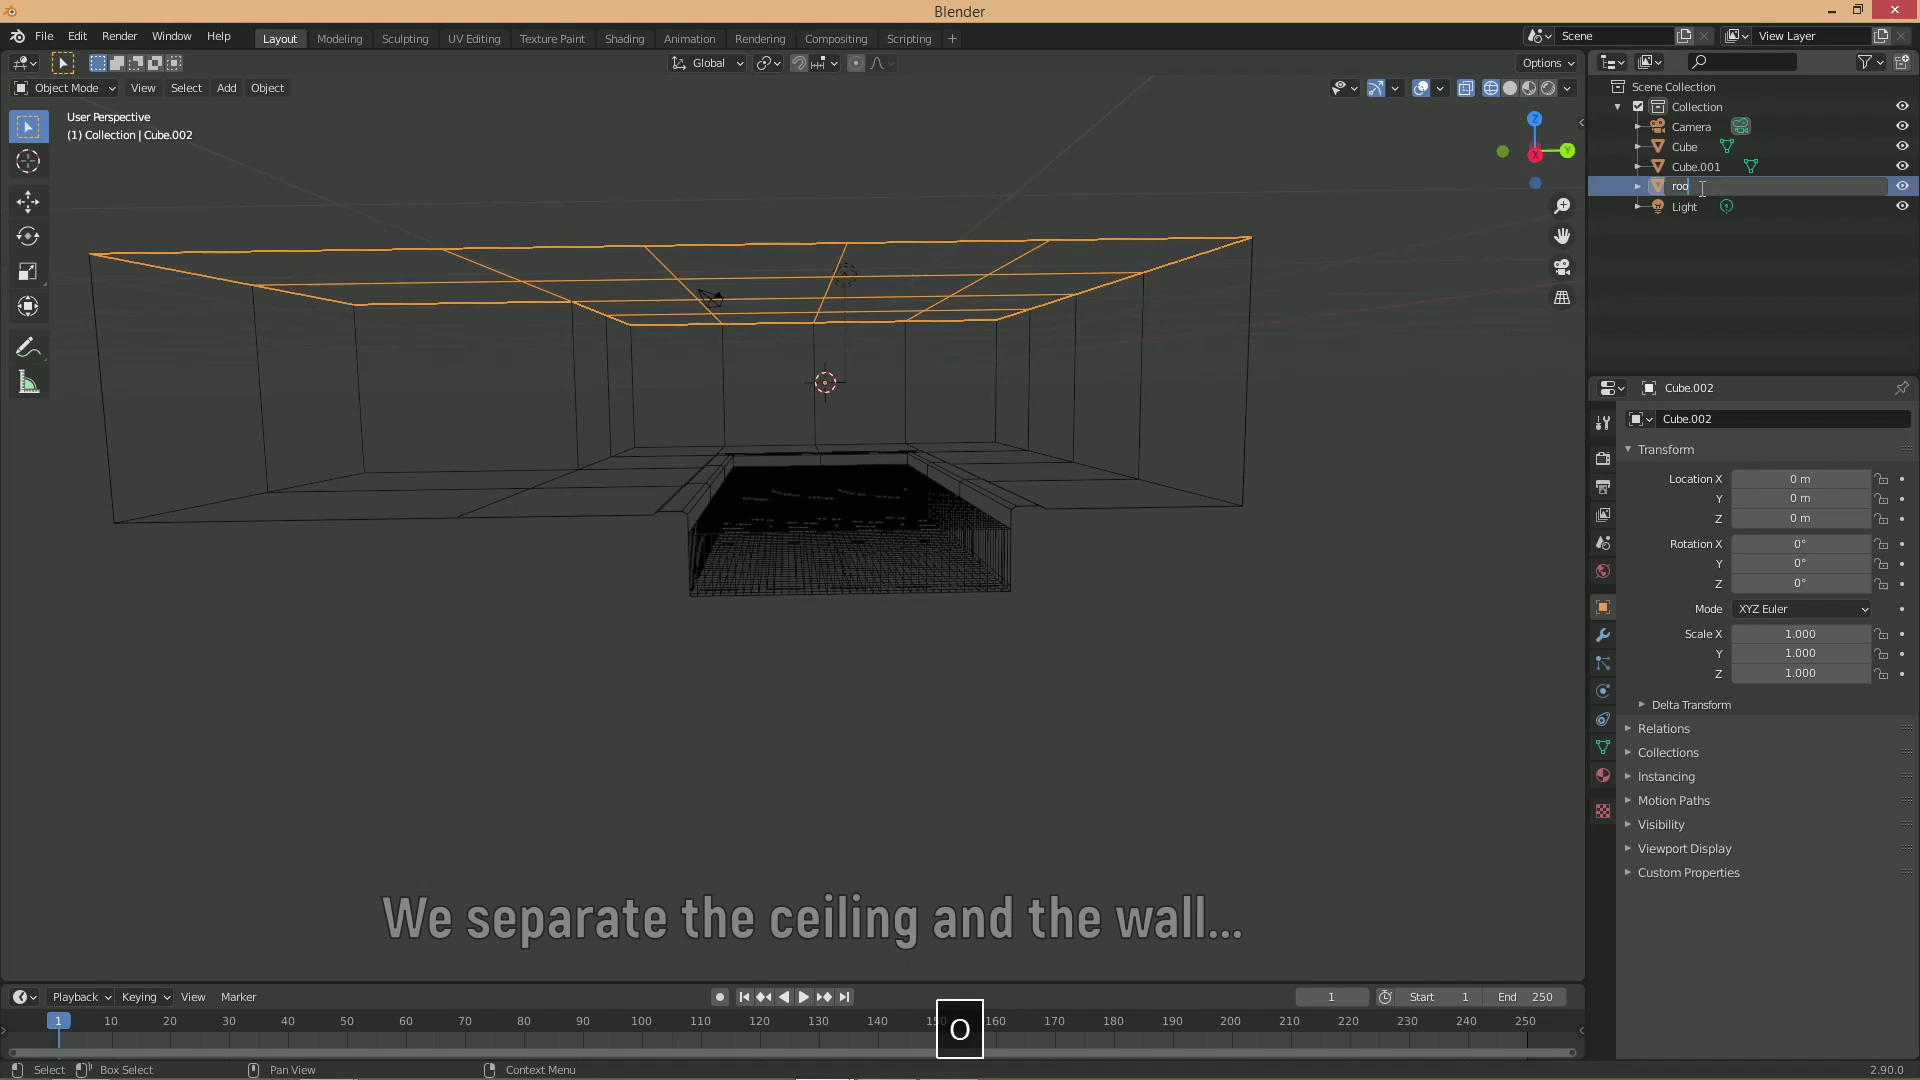 Blender
File Edit Render Window Help
Layout Modeling Sculpting UV Editing Texture Paint Shading Animation Rendering Compositing Scripting +
Scene
View Layer
Global
Options
Object Mode View Select Add Object
User Perspective
(1) Collection | Cube.002
Z
Y
X
Scene Collection
Collection
Camera
Cube
Cube.001
roo
Light
Cube.002
Cube.002
Transform
Location X 0 m
Y 0 m
Z 0 m
Rotation X 0°
Y 0°
Z 0°
Mode XYZ Euler
Scale X 1.000
Y 1.000
Z 1.000
Delta Transform
Relations
Collections
Instancing
Motion Paths
Visibility
Viewport Display
Custom Properties
We separate the ceiling and the wall...
Playback Keying View Marker
1 Start 1 End 250
1 10 20 30 40 50 60 70 80 90 100 110 120 130 140 150 160 170 180 190 200 210 220 230 240 250
O
Select Box Select Pan View Context Menu 2.90.0